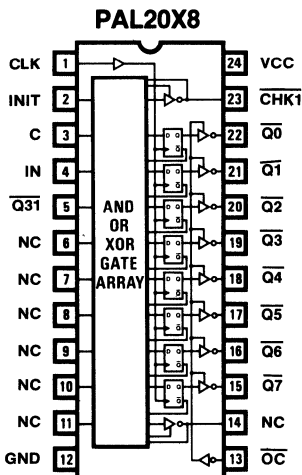 PAL20X8
CLK 1 24 VCC
INIT 2 23 CHK1
C 3 22 Q0
IN 4 21 Q1
Q31 5 20 Q2
NC 6 19 Q3
NC 7 18 Q4
NC 8 17 Q5
NC 9 16 Q6
NC 10 15 Q7
NC 11 14 NC
GND 12 13 OC
AND
OR
XOR
GATE
ARRAY